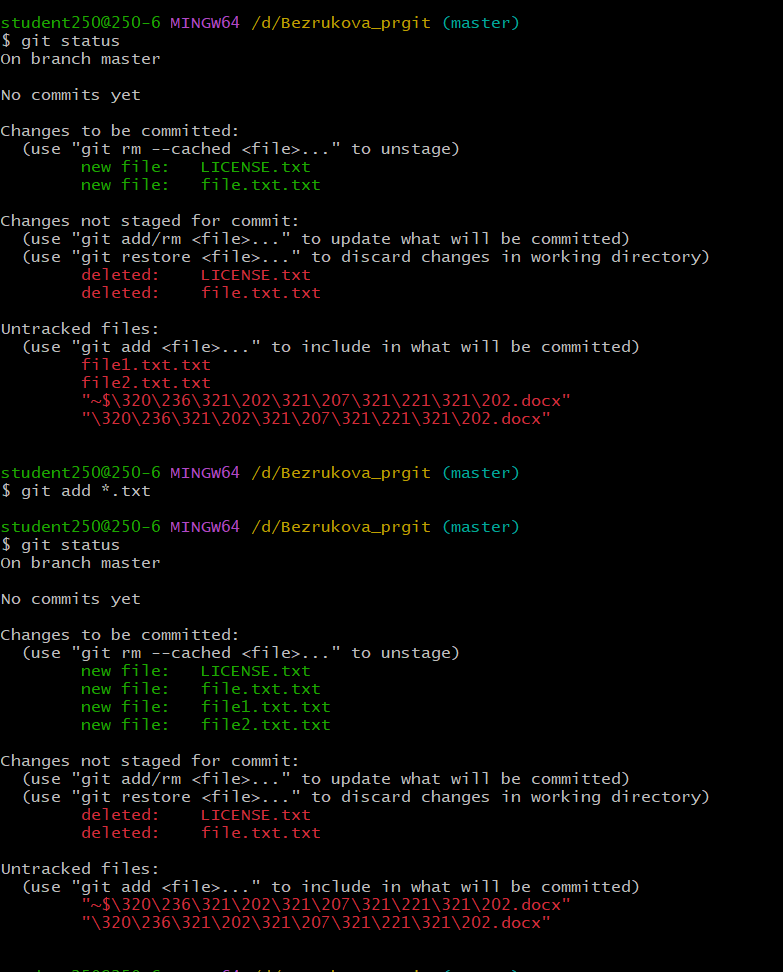 student250@250-6 MINGW64 /d/Bezrukova_prgit (master)
$ git status
On branch master
No commits yet
Changes to be committed:
  (use "git rm --cached <file>..." to unstage)
        new file:   LICENSE.txt
        new file:   file.txt.txt
Changes not staged for commit:
  (use "git add/rm <file>..." to update what will be committed)
  (use "git restore <file>..." to discard changes in working directory)
        deleted:    LICENSE.txt
        deleted:    file.txt.txt
Untracked files:
  (use "git add <file>..." to include in what will be committed)
        file1.txt.txt
        file2.txt.txt
        "~$\320\236\321\202\321\207\321\221\321\202.docx"
        "\320\236\321\202\321\207\321\221\321\202.docx"
student250@250-6 MINGW64 /d/Bezrukova_prgit (master)
$ git add *.txt
student250@250-6 MINGW64 /d/Bezrukova_prgit (master)
$ git status
On branch master
No commits yet
Changes to be committed:
  (use "git rm --cached <file>..." to unstage)
        new file:   LICENSE.txt
        new file:   file.txt.txt
        new file:   file1.txt.txt
        new file:   file2.txt.txt
Changes not staged for commit:
  (use "git add/rm <file>..." to update what will be committed)
  (use "git restore <file>..." to discard changes in working directory)
        deleted:    LICENSE.txt
        deleted:    file.txt.txt
Untracked files:
  (use "git add <file>..." to include in what will be committed)
        "~$\320\236\321\202\321\207\321\221\321\202.docx"
        "\320\236\321\202\321\207\321\221\321\202.docx"